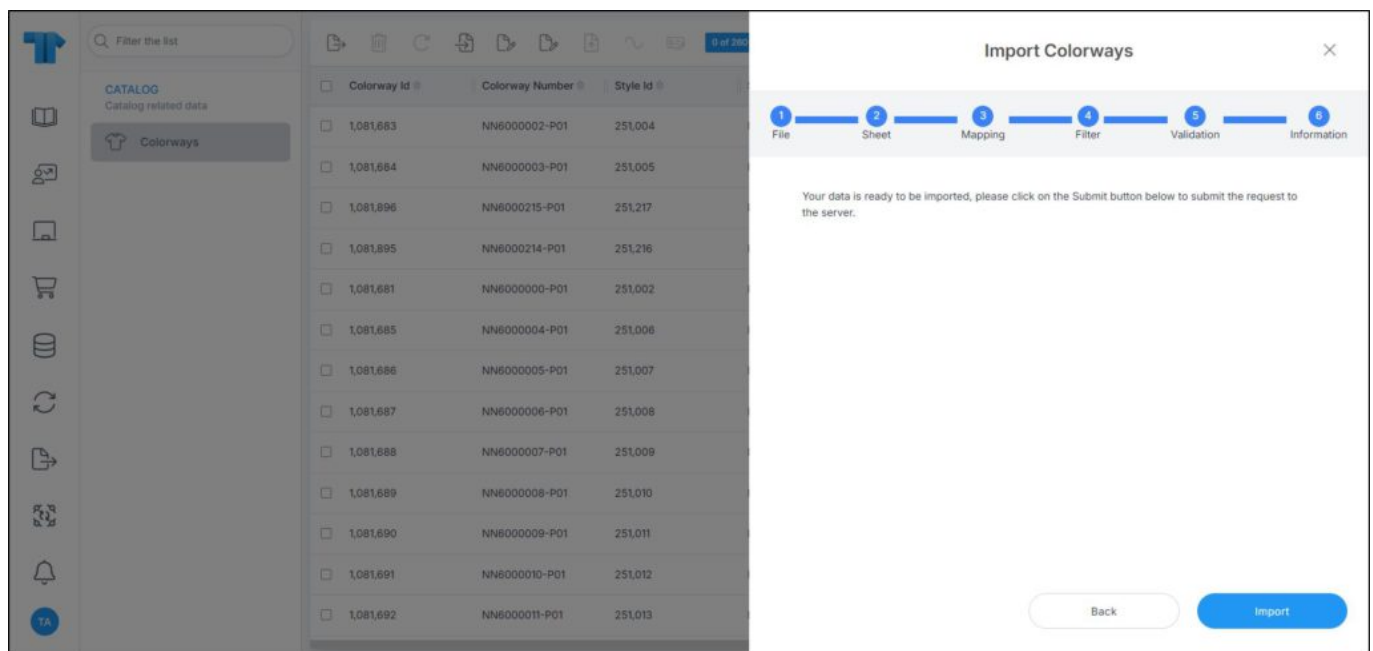 Filter the list
CATALOG
Catalog related data
Colorways
TA
0 of 260
Colorway Id Colorway Number Style Id
1,081,683 NN6000002-P01 251,004
1,081,684 NN6000003-P01 251,005
1,081,896 NN6000215-P01 251,217
1,081,895 NN6000214-P01 251,216
1,081,681 NN6000000-P01 251,002
1,081,685 NN6000004-P01 251,006
1,081,686 NN6000005-P01 251,007
1,081,687 NN6000006-P01 251,008
1,081,688 NN6000007-P01 251,009
1,081,689 NN6000008-P01 251,010
1,081,690 NN6000009-P01 251,011
1,081,691 NN6000010-P01 251,012
1,081,692 NN6000011-P01 251,013
Import Colorways
1 2 3 4 5 6
File Sheet Mapping Filter Validation Information
Your data is ready to be imported, please click on the Submit button below to submit the request to
the server.
Back Import